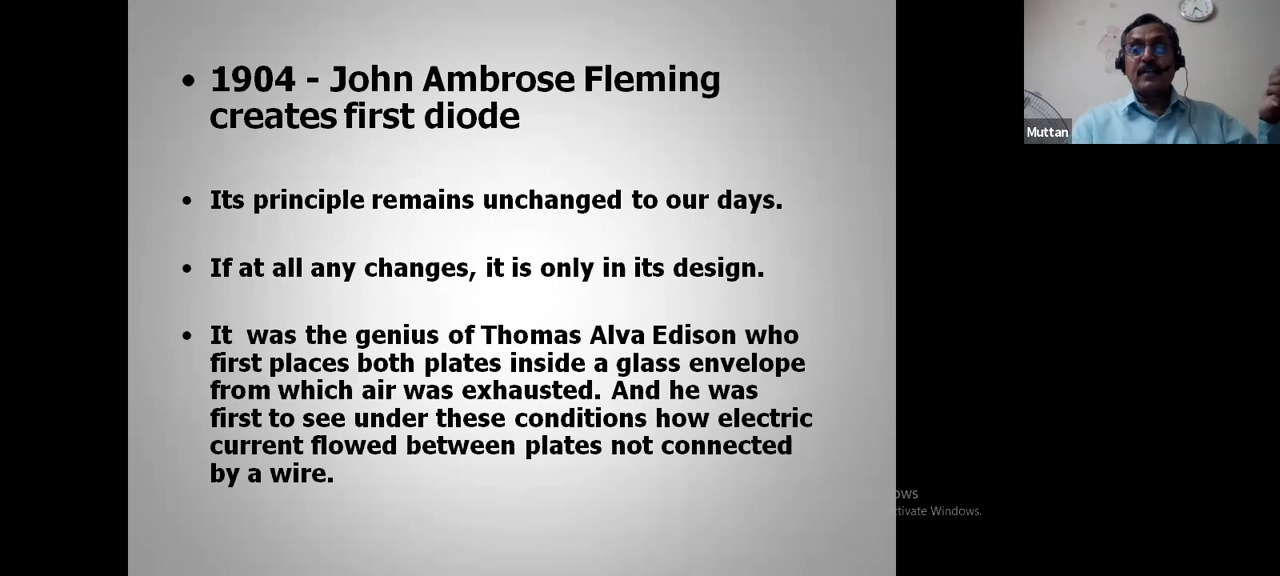 • 1904 - John Ambrose Fleming
creates first diode
• Its principle remains unchanged to our days.
• If at all any changes, it is only in its design.
• It was the genius of Thomas Alva Edison who
first places both plates inside a glass envelope
from which air was exhausted. And he was
first to see under these conditions how electric
current flowed between plates not connected
by a wire.
Muttan
ows
ctivate Windows.